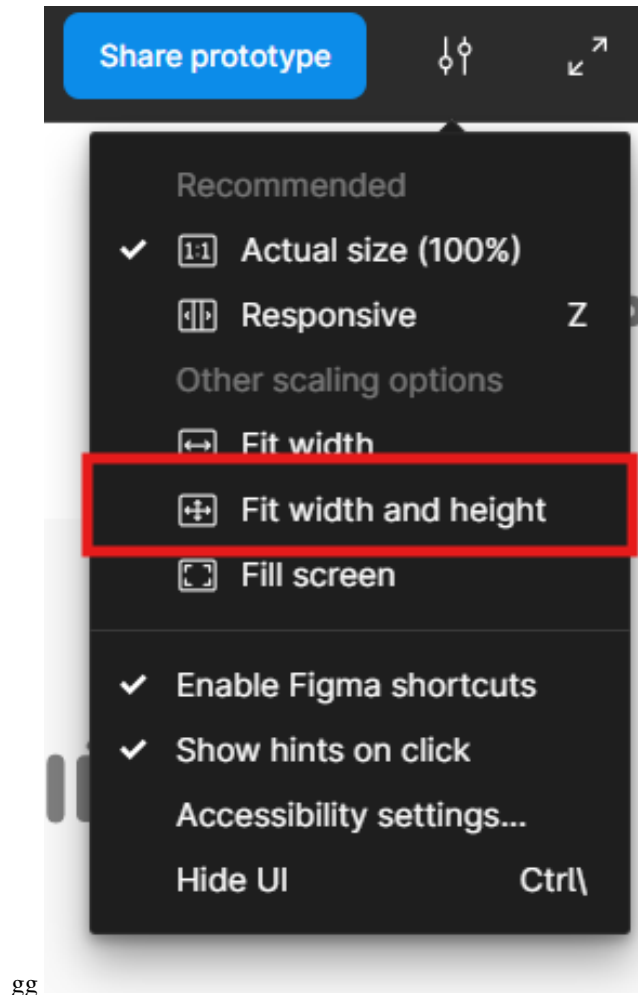 Share prototype
Recommended
1:1 Actual size (100%)
Responsive Z
Other scaling options
Fit width
Fit width and height
Fill screen
Enable Figma shortcuts
Show hints on click
Accessibility settings...
Hide UI Ctrl\
gg